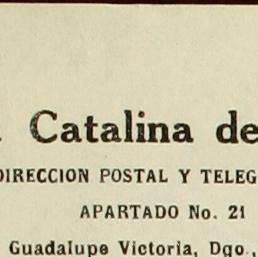 Catalina de
DIRECCION POSTAL Y TELEG
APARTADO No. 21
Guadalupe Victoria, Dgo.,